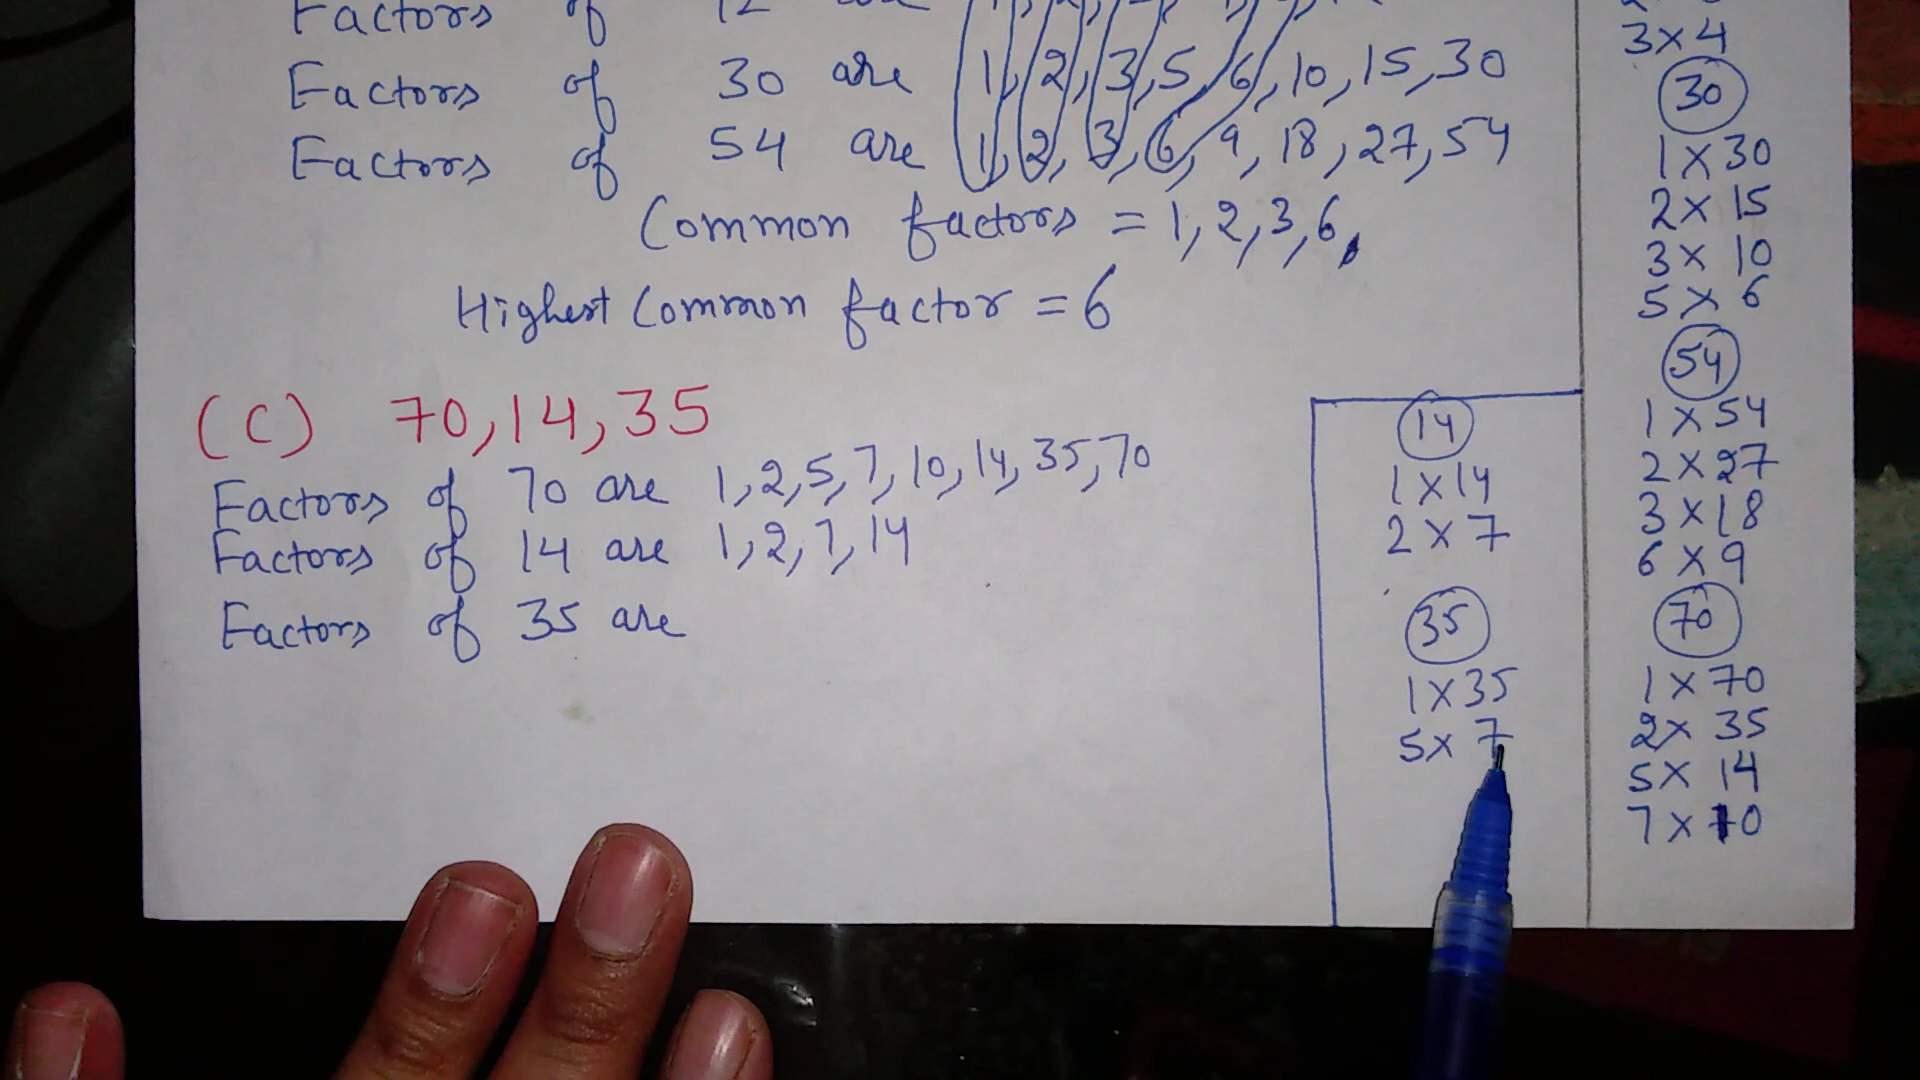 Factors of 12 are
Factors of 30 are 1, 2, 3, 5, 6, 10, 15, 30
Factors of 54 are 1, 2, 3, 6, 9, 18, 27, 54
Common factors = 1, 2, 3, 6,
Highest Common factor = 6
(C) 70, 14, 35
Factors of 70 are 1, 2, 5, 7, 10, 14, 35, 70
Factors of 14 are 1, 2, 7, 14
Factors of 35 are
14
1 x 14
2 x 7
35
1 x 35
5 x 7
3 x 4
30
1 x 30
2 x 15
3 x 10
5 x 6
54
1 x 54
2 x 27
3 x 18
6 x 9
70
1 x 70
2 x 35
5 x 14
7 x 10